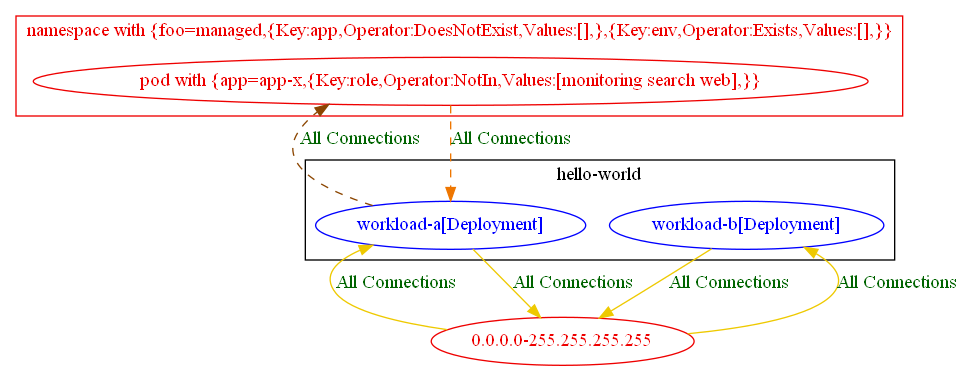 namespace with {foo=managed,{Key:app,Operator:DoesNotExist,Values:[],},{Key:env,Operator:Exists,Values:[],}}
pod with {app=app-x,{Key:role,Operator:NotIn,Values:[monitoring search web],}}
All Connections
All Connections
hello-world
workload-a[Deployment]
workload-b[Deployment]
All Connections
All Connections
All Connections
All Connections
0.0.0.0-255.255.255.255